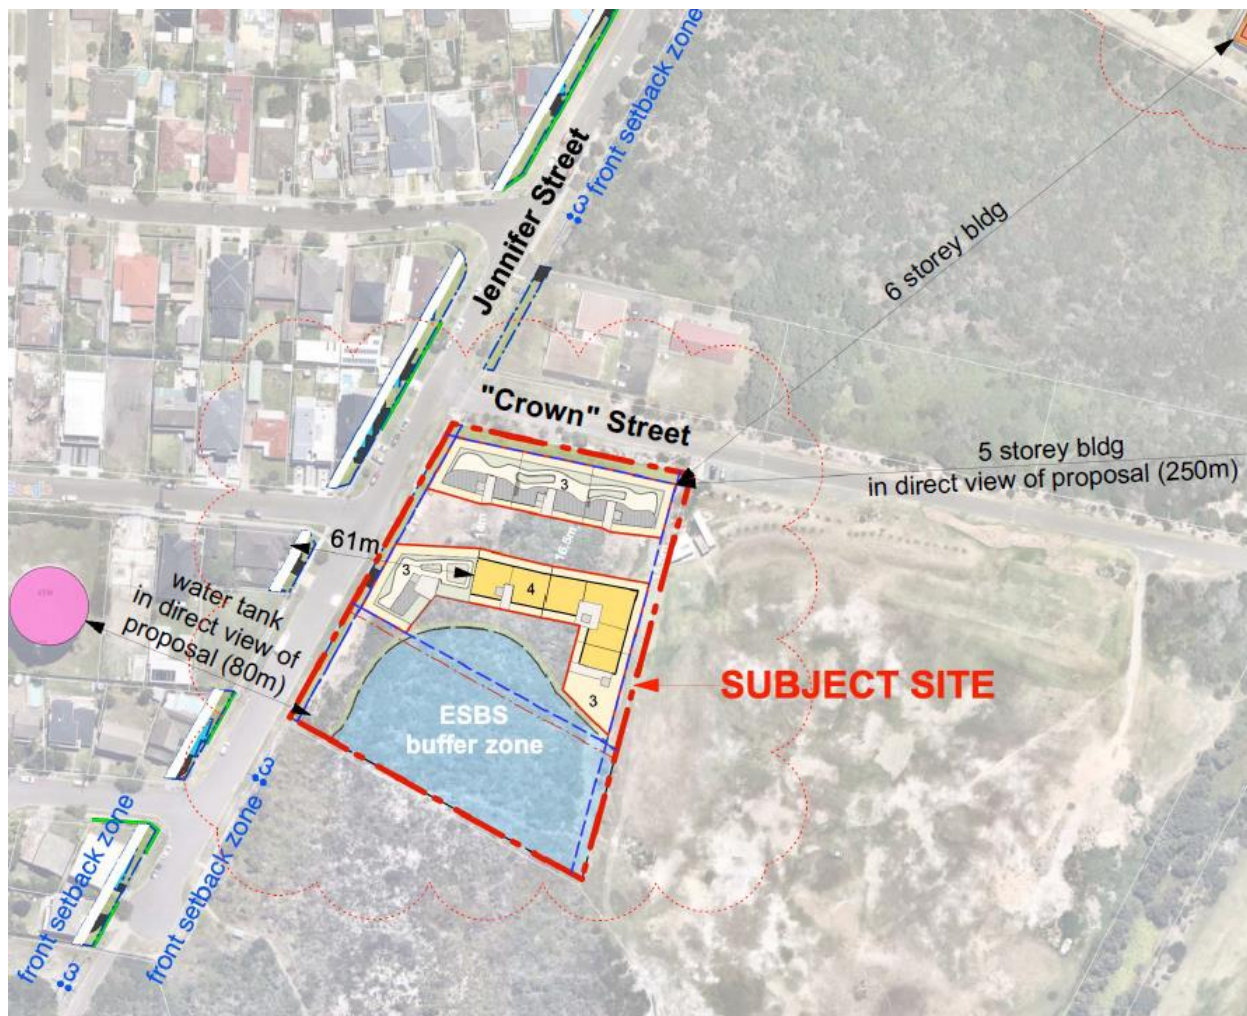 front setback zone
Jennifer Street
6 storey bldg
"Crown" Street
5 storey bldg
in direct view of proposal (250m)
3
16.5m
61m
3
4
water tank
in direct view of
proposal (80m)
SUBJECT SITE
3
ESBS
buffer zone
front setback zone
front setback zone